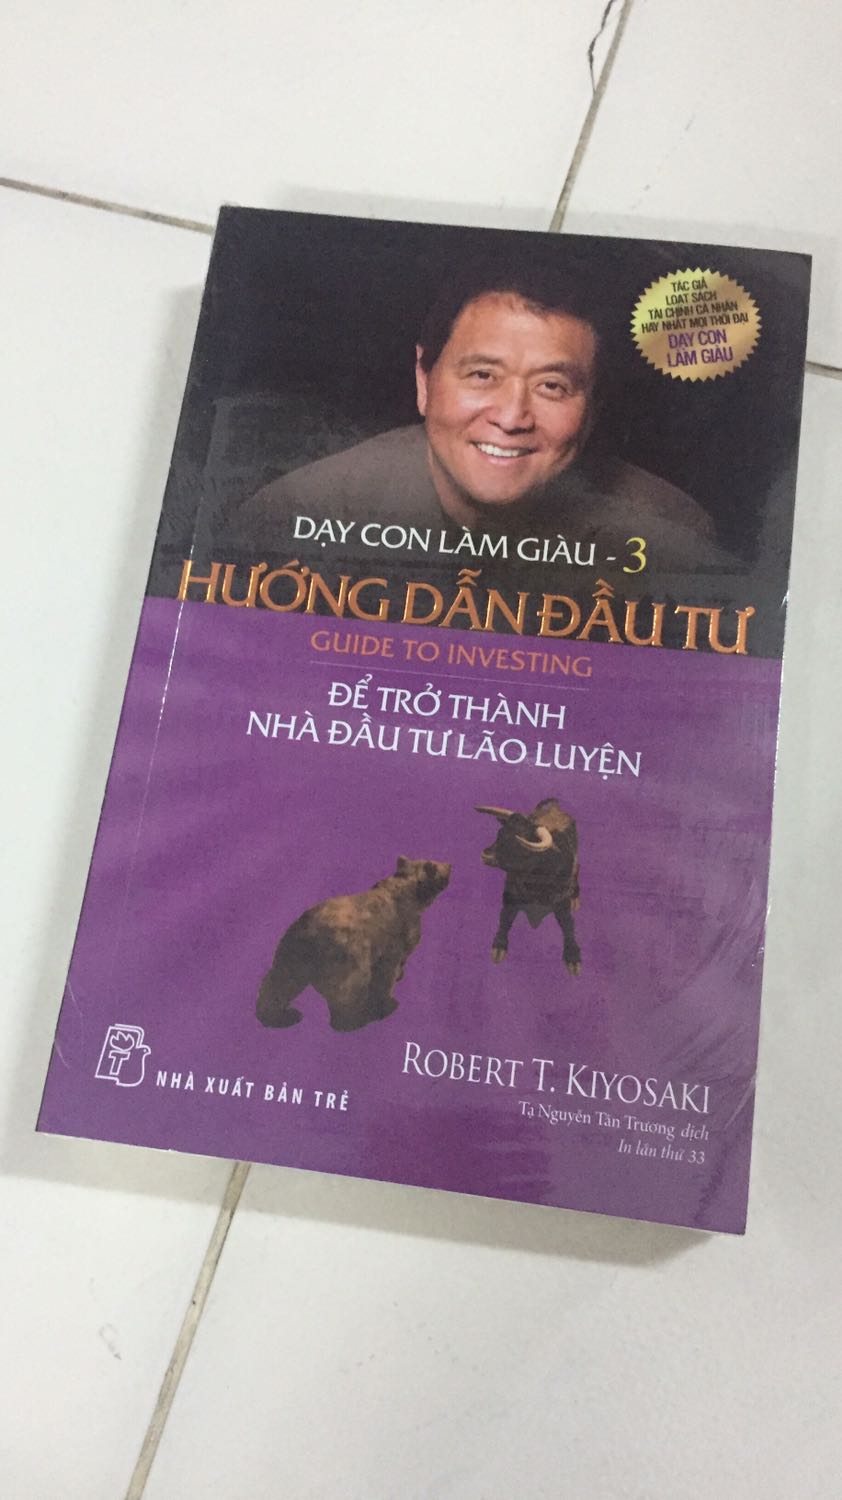 TÁC GIẢ
LOẠT SÁCH
TÀI CHÍNH CÁ NHÂN
HAY NHẤT MỌI THỜI ĐẠI
DẠY CON
LÀM GIÀU
DẠY CON LÀM GIÀU - 3
HƯỚNG DẪN ĐẦU TƯ
GUIDE TO INVESTING
ĐỂ TRỞ THÀNH
NHÀ ĐẦU TƯ LÃO LUYỆN
ROBERT T. KIYOSAKI
Tạ Nguyễn Tấn Trương dịch
In lần thứ 33
T
NHÀ XUẤT BẢN TRẺ